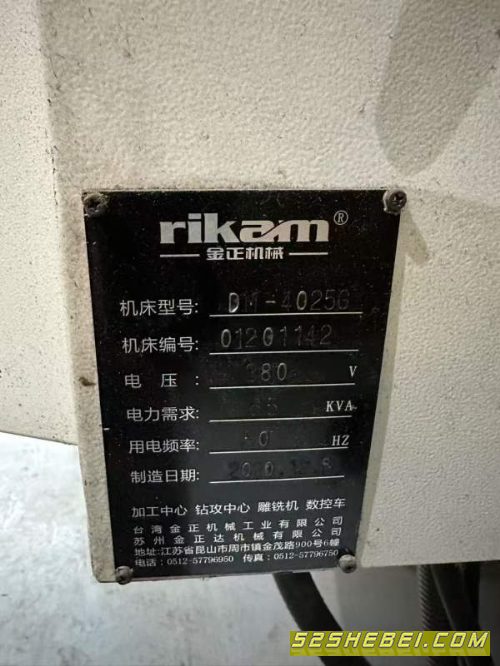 rikam®
金正机械
机床型号: DM-4025G
机床编号: 01201142
电 压: 380 V
电力需求: KVA
用电频率: HZ
制造日期:
加工中心 钻攻中心 雕铣机 数控车
台湾金正机械工业有限公司
苏州金正达机械有限公司
地址:江苏省昆山市周市镇金茂路900号6幢
电话:0512-57796950 传真:0512-57796750
52SHEBEI.COM